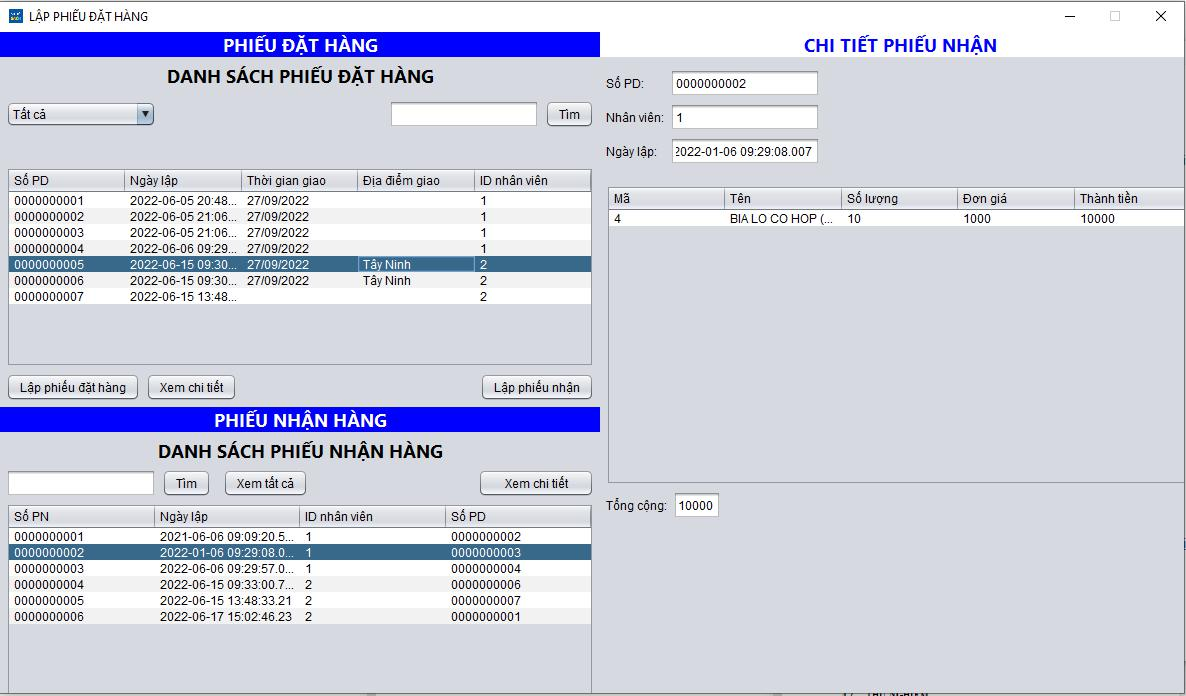 LẬP PHIẾU ĐẶT HÀNG
PHIẾU ĐẶT HÀNG
DANH SÁCH PHIẾU ĐẶT HÀNG
Tất cả
Tìm
Số PD Ngày lập Thời gian giao Địa điểm giao ID nhân viên
0000000001 2022-06-05 20:48... 27/09/2022 1
0000000002 2022-06-05 21:06... 27/09/2022 1
0000000003 2022-06-05 21:06... 27/09/2022 1
0000000004 2022-06-06 09:29... 27/09/2022 1
0000000005 2022-06-15 09:30... 27/09/2022 Tây Ninh 2
0000000006 2022-06-15 09:30... 27/09/2022 Tây Ninh 2
0000000007 2022-06-15 13:48... 2
Lập phiếu đặt hàng Xem chi tiết Lập phiếu nhận
PHIẾU NHẬN HÀNG
DANH SÁCH PHIẾU NHẬN HÀNG
Tìm Xem tất cả Xem chi tiết
Số PN Ngày lập ID nhân viên Số PD
0000000001 2021-06-06 09:09:20.5... 1 0000000002
0000000002 2022-01-06 09:29:08.0... 1 0000000003
0000000003 2022-06-06 09:29:57.0... 1 0000000004
0000000004 2022-06-15 09:33:00.7... 2 0000000006
0000000005 2022-06-15 13:48:33.21 2 0000000007
0000000006 2022-06-17 15:02:46.23 2 0000000001
CHI TIẾT PHIẾU NHẬN
Số PD: 0000000002
Nhân viên: 1
Ngày lập: 2022-01-06 09:29:08.007
Mã Tên Số lượng Đơn giá Thành tiền
4 BIA LO CO HOP (... 10 1000 10000
Tổng cộng: 10000